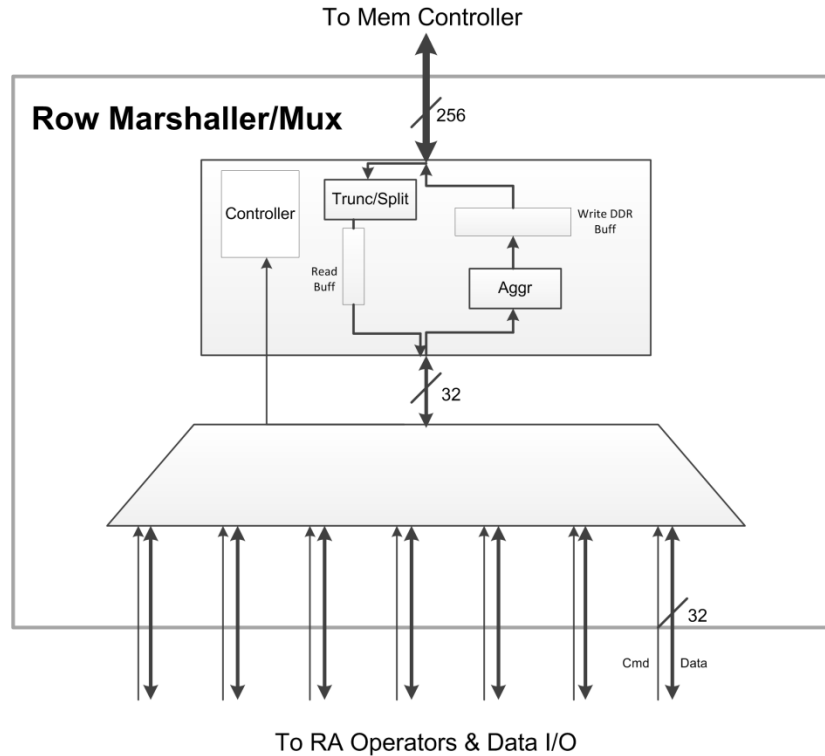 To Mem Controller
Row Marshaller/Mux
256
Controller
Trunc/Split
Write DDR
Buff
Read
Buff
Aggr
32
32
Cmd
Data
To RA Operators & Data I/O